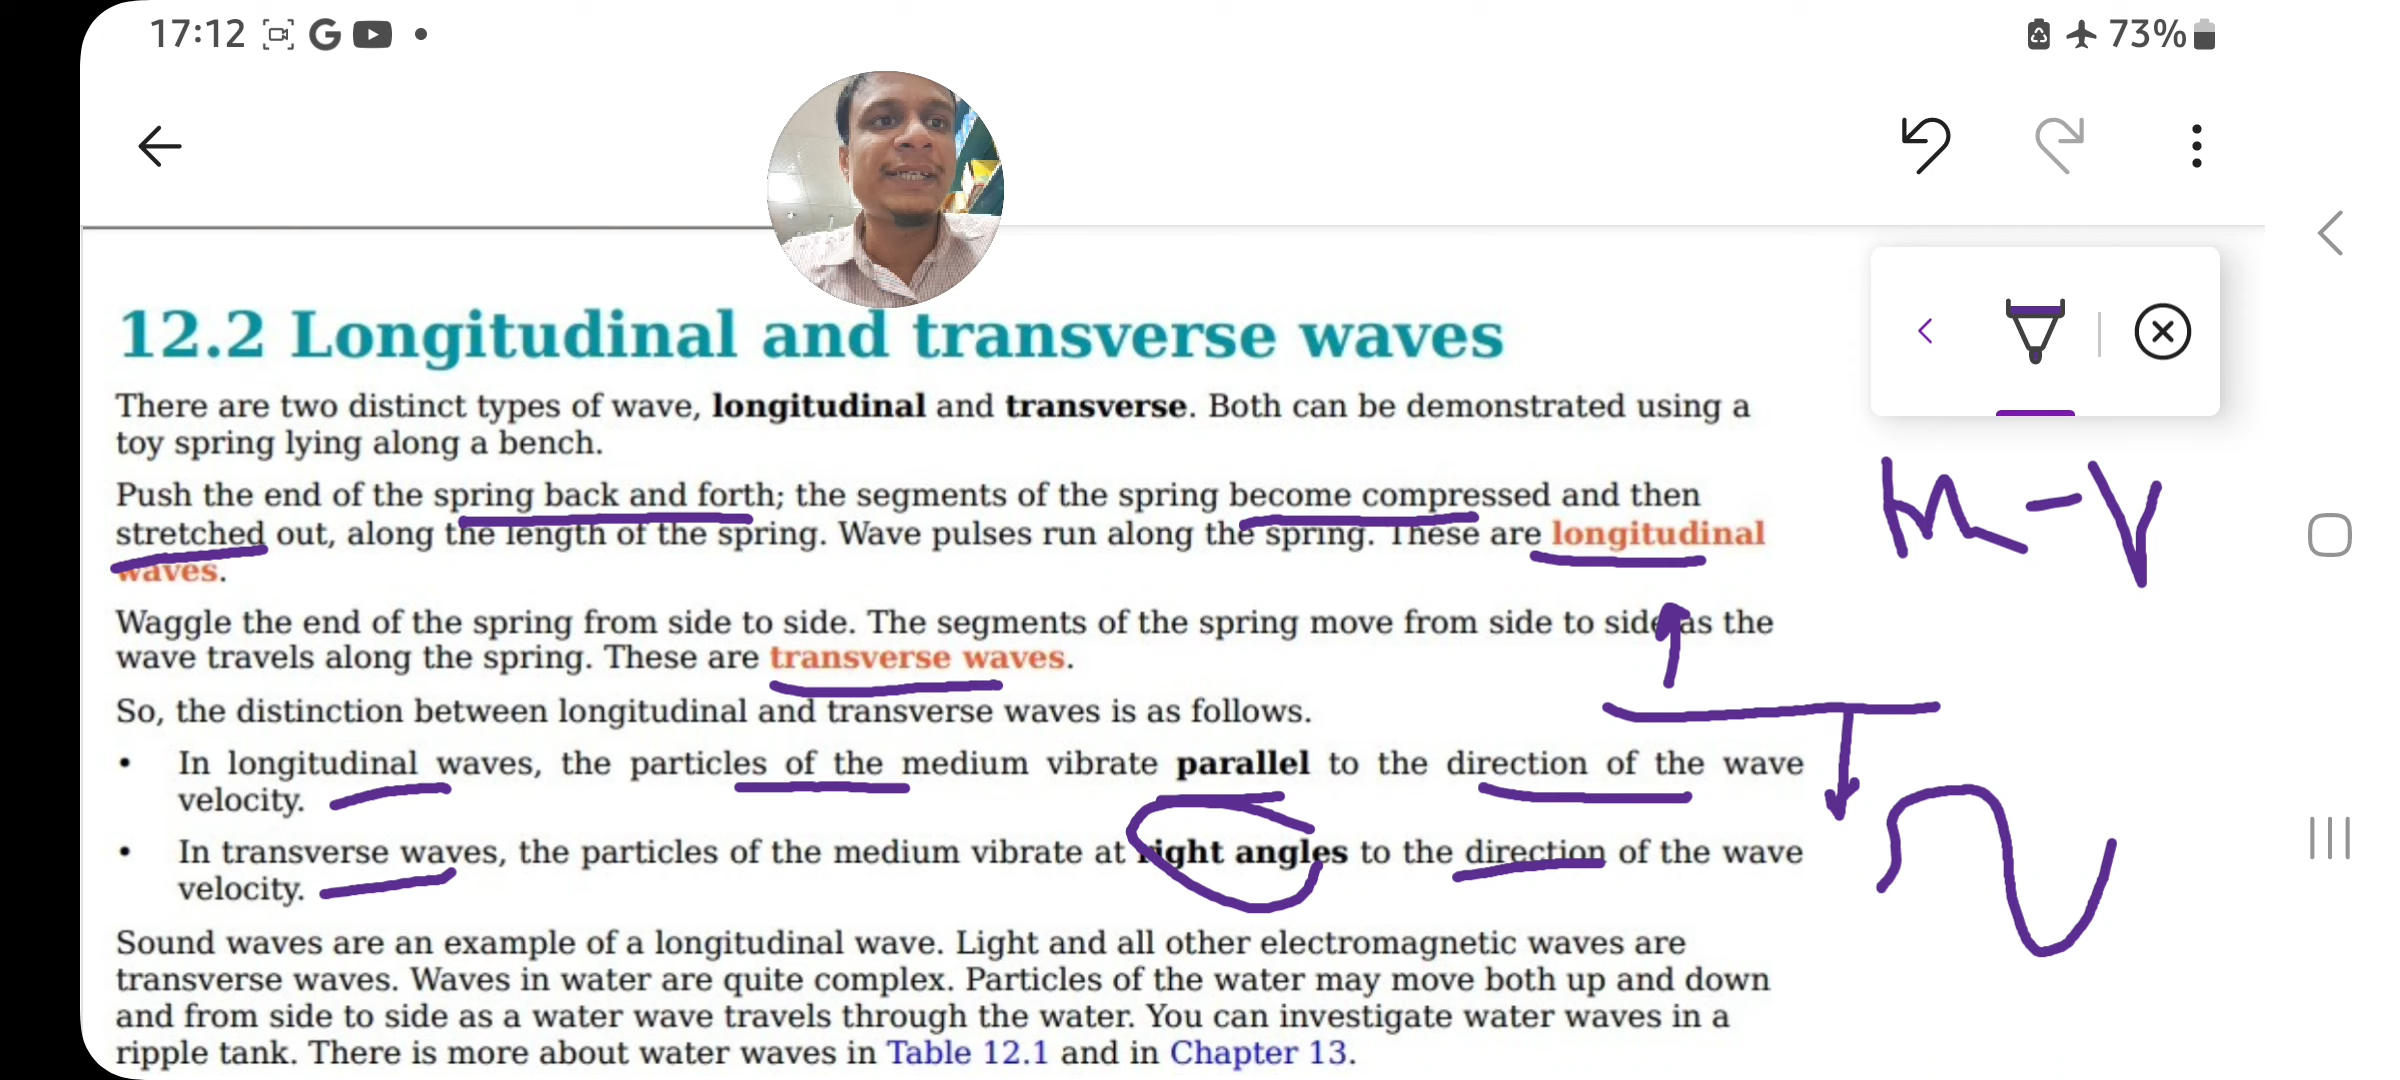 17:12
73%
12.2 Longitudinal and transverse waves
There are two distinct types of wave, longitudinal and transverse. Both can be demonstrated using a
toy spring lying along a bench.
Push the end of the spring back and forth; the segments of the spring become compressed and then
stretched out, along the length of the spring. Wave pulses run along the spring. These are longitudinal
waves.
M-V
Waggle the end of the spring from side to side. The segments of the spring move from side to side as the
wave travels along the spring. These are transverse waves.
So, the distinction between longitudinal and transverse waves is as follows.
• In longitudinal waves, the particles of the medium vibrate parallel to the direction of the wave
velocity.
• In transverse waves, the particles of the medium vibrate at right angles to the direction of the wave
velocity.
Sound waves are an example of a longitudinal wave. Light and all other electromagnetic waves are
transverse waves. Waves in water are quite complex. Particles of the water may move both up and down
and from side to side as a water wave travels through the water. You can investigate water waves in a
ripple tank. There is more about water waves in Table 12.1 and in Chapter 13.